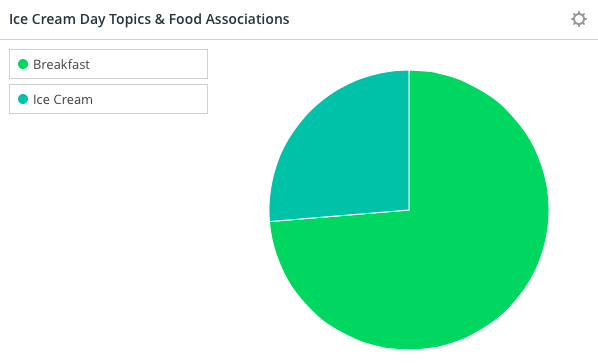 Ice Cream Day Topics & Food Associations
Breakfast
Ice Cream